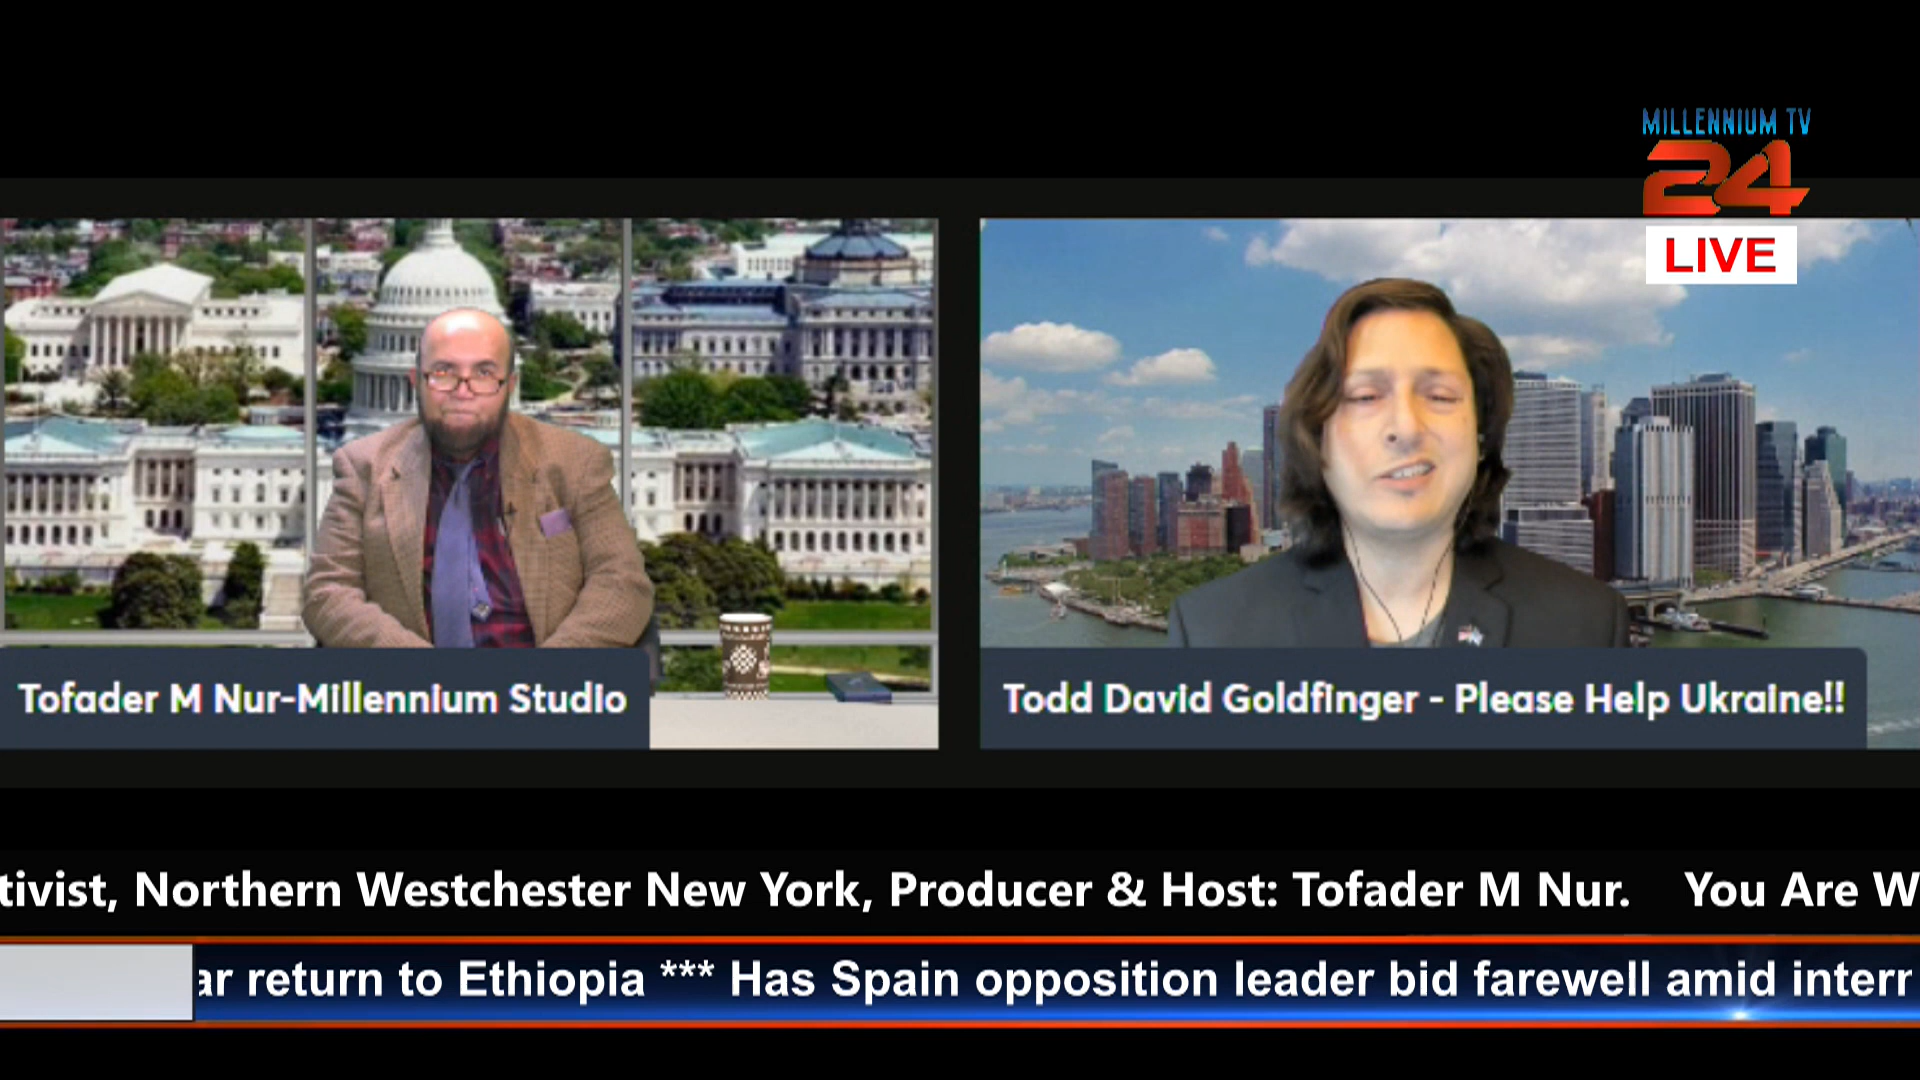 MILLENNIUM TV
24
LIVE
Tofader M Nur-Millennium Studio
Todd David Goldfinger - Please Help Ukraine!!
tivist, Northern Westchester New York, Producer & Host: Tofader M Nur. You Are W
ar return to Ethiopia *** Has Spain opposition leader bid farewell amid interr